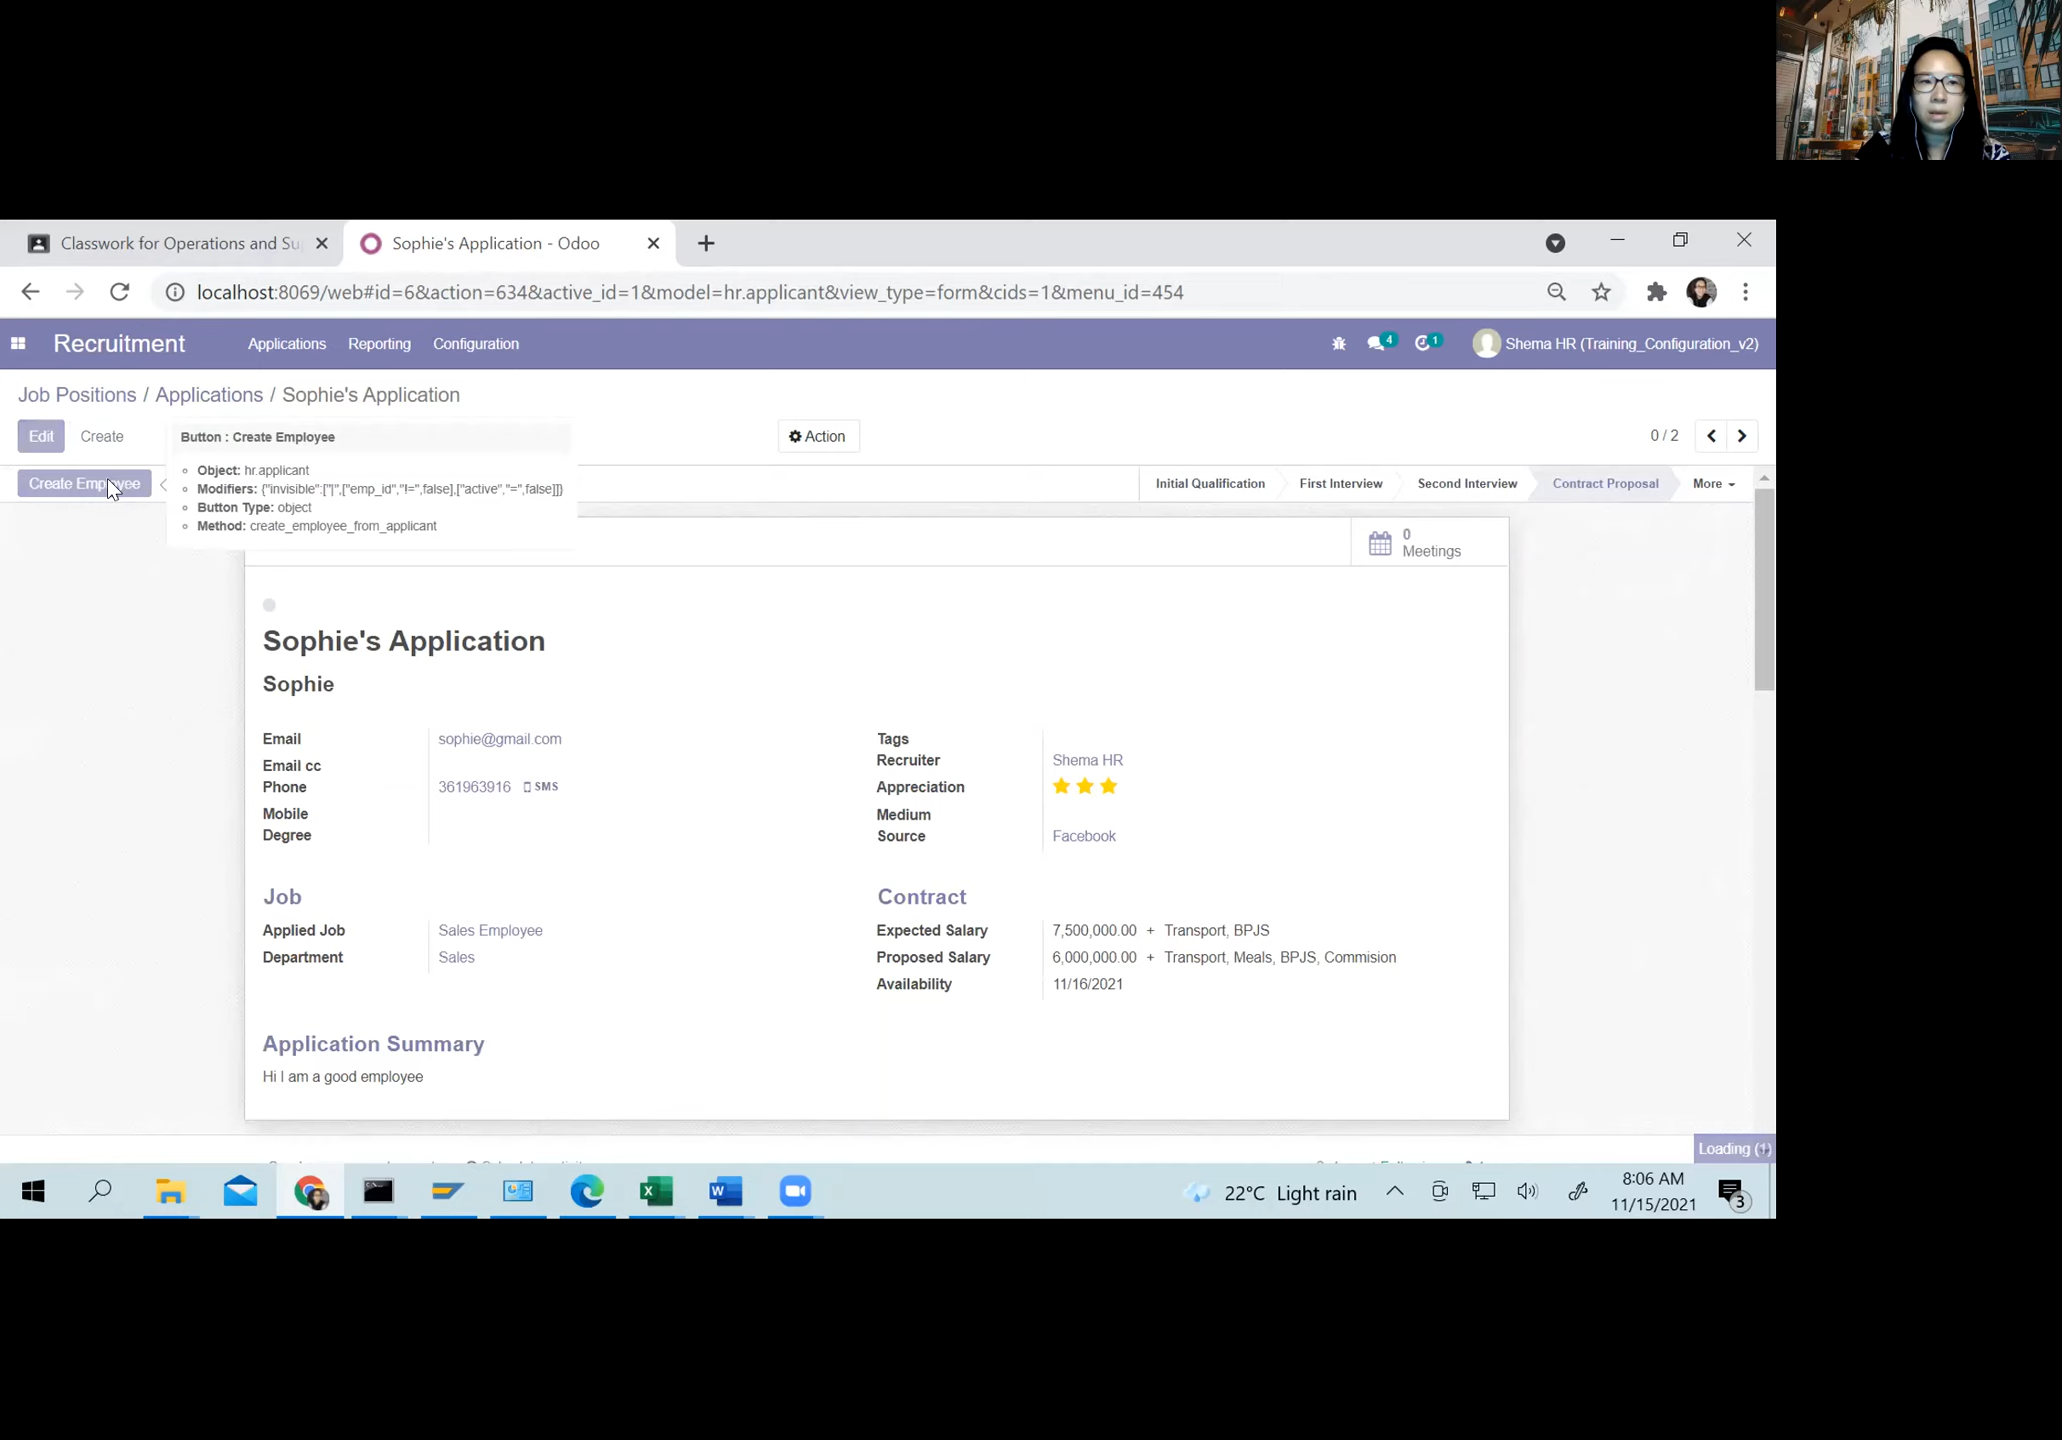 Classwork for Operations and Su
Sophie's Application - Odoo
localhost:8069/web#id=6&action=634&active_id=1&model=hr.applicant&view_type=form&cids=1&menu_id=454
Recruitment
Applications
Reporting
Configuration
4
1
Shema HR (Training_Configuration_v2)
Job Positions / Applications / Sophie's Application
Edit
Create
Button : Create Employee
Action
0 / 2
Create Employee
Object: hr.applicant
Modifiers: {"invisible":["|",["emp_id","!=",false],["active","=",false]]}
Button Type: object
Method: create_employee_from_applicant
Initial Qualification
First Interview
Second Interview
Contract Proposal
More
0
Meetings
Sophie's Application
Sophie
Email sophie@gmail.com
Email cc
Phone 361963916 SMS
Mobile
Degree
Tags
Recruiter Shema HR
Appreciation
Medium
Source Facebook
Job
Applied Job Sales Employee
Department Sales
Contract
Expected Salary 7,500,000.00 + Transport, BPJS
Proposed Salary 6,000,000.00 + Transport, Meals, BPJS, Commision
Availability 11/16/2021
Application Summary
Hi I am a good employee
Loading (1)
22°C Light rain
8:06 AM
11/15/2021
3